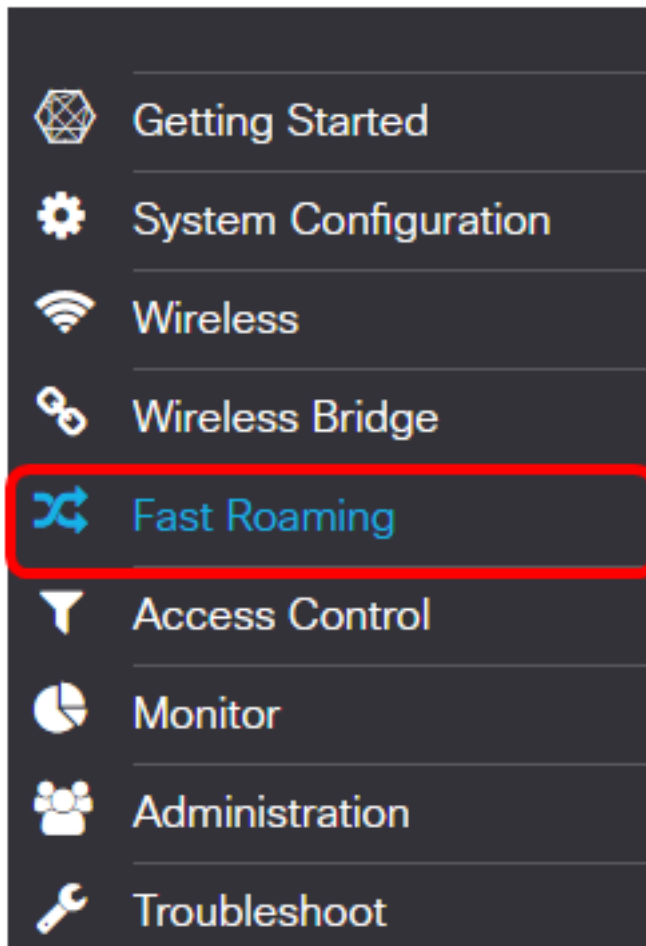 Getting Started
System Configuration
Wireless
Wireless Bridge
Fast Roaming
Access Control
Monitor
Administration
Troubleshoot